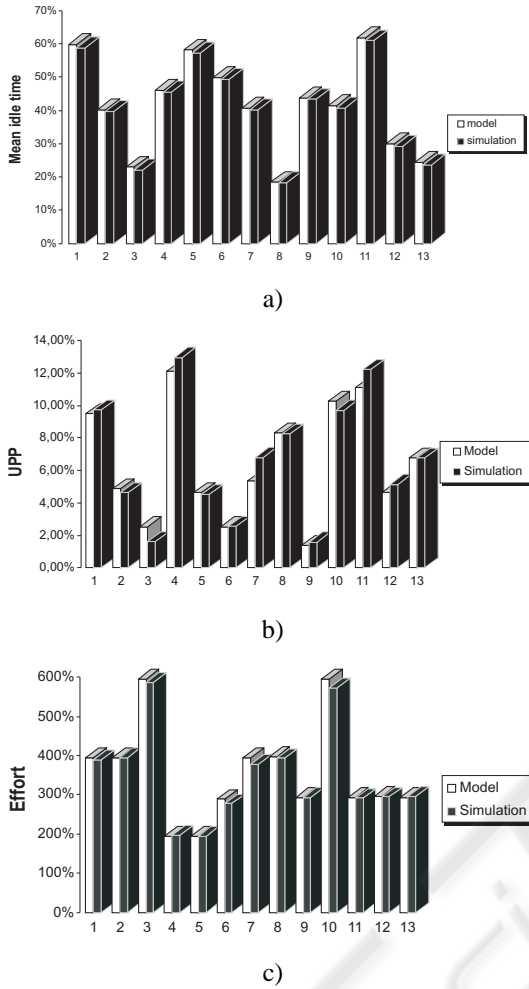 70%
60%
50%
40%
30%
20%
10%
0%
Mean idle time
1 2 3 4 5 6 7 8 9 10 11 12 13
model
simulation
a)
14,00%
12,00%
10,00%
8,00%
6,00%
4,00%
2,00%
0,00%
UPP
1 2 3 4 5 6 7 8 9 10 11 12 13
Model
Simulation
b)
600%
500%
400%
300%
200%
100%
0%
Effort
1 2 3 4 5 6 7 8 9 10 11 12 13
Model
Simulation
c)